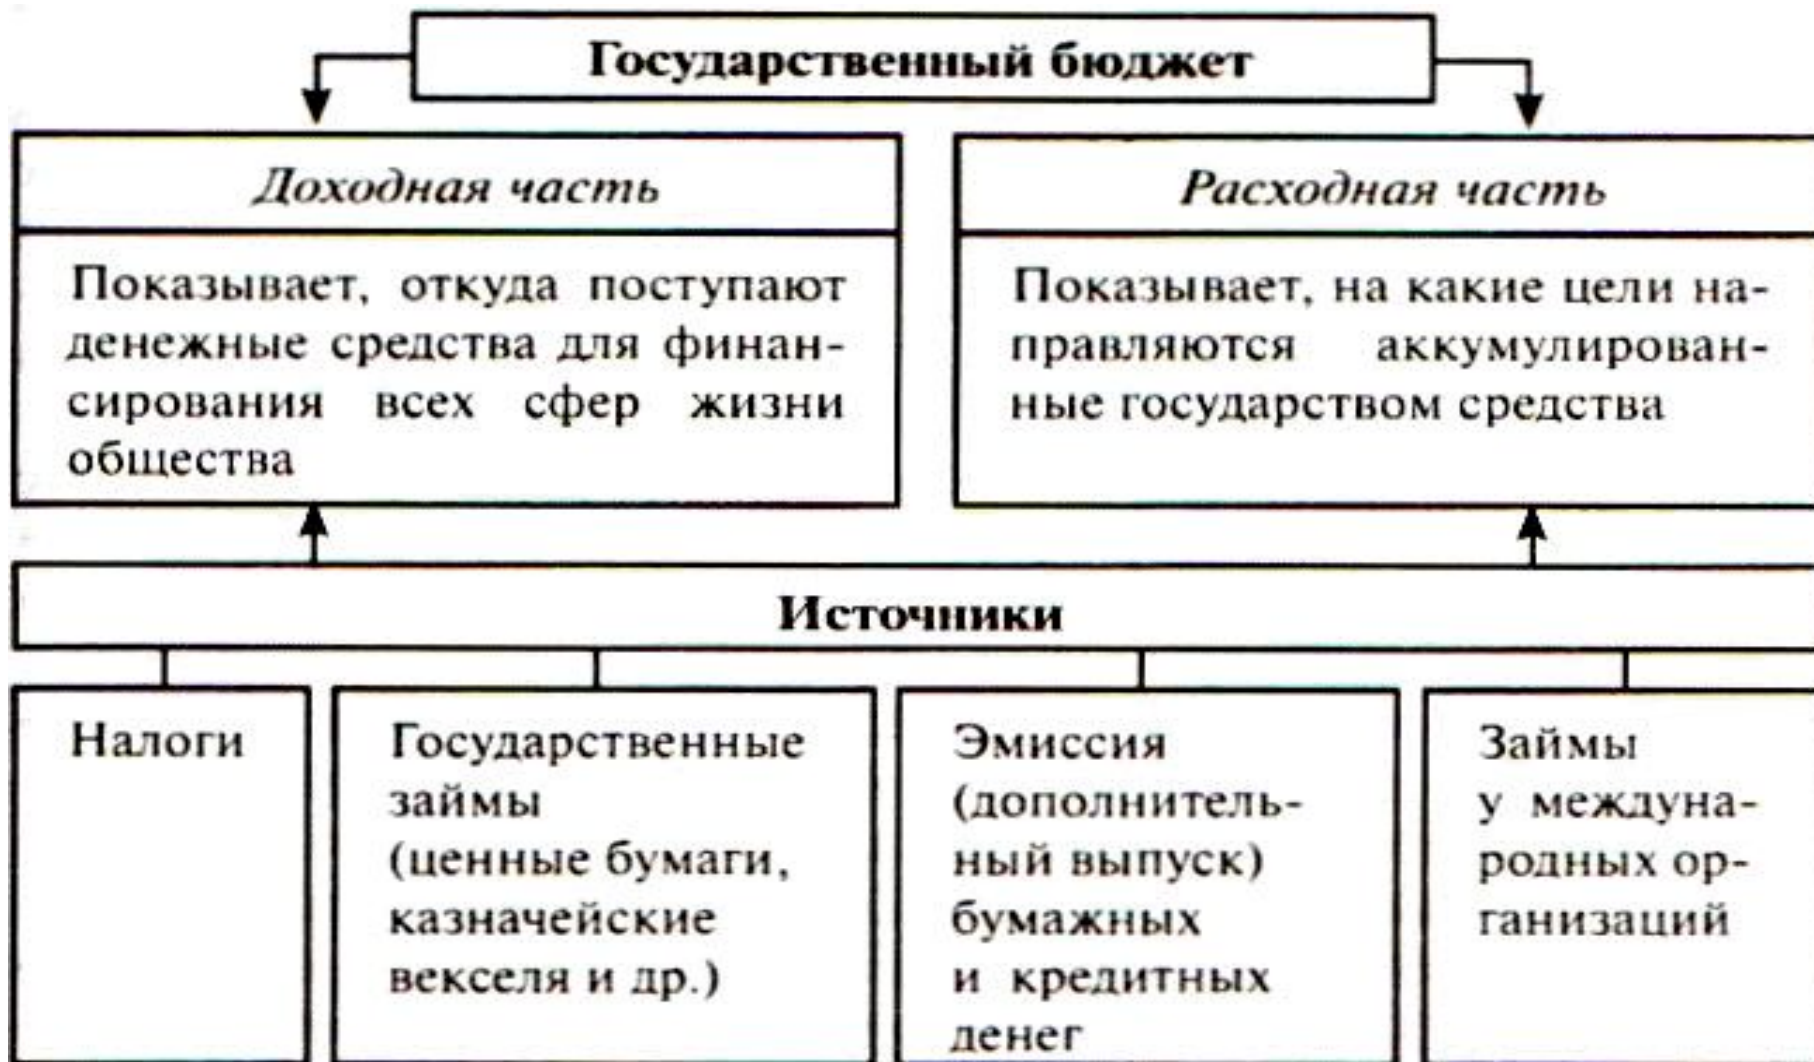 Государственный бюджет
Доходная часть
Показывает, откуда поступают
денежные средства для финан-
сирования всех сфер жизни
общества
Расходная часть
Показывает, на какие цели на-
правляются аккумулирован-
ные государством средства
Источники
Налоги
Государственные
займы
(ценные бумаги,
казначейские
векселя и др.)
Эмиссия
(дополнитель-
ный выпуск)
бумажных
и кредитных
денег
Займы
у междуна-
родных ор-
ганизаций